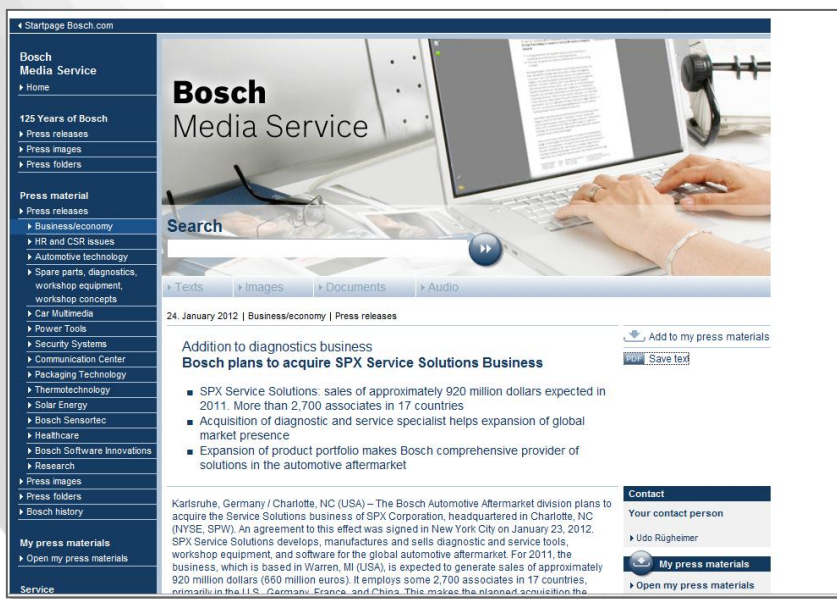 Startpage Bosch.com
Bosch
Media Service
Home
125 Years of Bosch
Press releases
Press images
Press folders
Press material
Press releases
Business/economy
HR and CSR issues
Automotive technology
Spare parts, diagnostics,
workshop equipment,
workshop concepts
Car Multimedia
Power Tools
Security Systems
Communication Center
Packaging Technology
Thermotechnology
Solar Energy
Bosch Sensortec
Healthcare
Bosch Software Innovations
Research
Press images
Press folders
Bosch history
My press materials
Open my press materials
Service
Bosch
Media Service
Search
Texts
Images
Documents
Audio
24. January 2012 | Business/economy | Press releases
Addition to diagnostics business
Bosch plans to acquire SPX Service Solutions Business
SPX Service Solutions: sales of approximately 920 million dollars expected in
2011. More than 2,700 associates in 17 countries
Acquisition of diagnostic and service specialist helps expansion of global
market presence
Expansion of product portfolio makes Bosch comprehensive provider of
solutions in the automotive aftermarket
Karlsruhe, Germany / Charlotte, NC (USA) – The Bosch Automotive Aftermarket division plans to
acquire the Service Solutions business of SPX Corporation, headquartered in Charlotte, NC
(NYSE, SPW). An agreement to this effect was signed in New York City on January 23, 2012.
SPX Service Solutions develops, manufactures and sells diagnostic and service tools,
workshop equipment, and software for the global automotive aftermarket. For 2011, the
business, which is based in Warren, MI (USA), is expected to generate sales of approximately
920 million dollars (660 million euros). It employs some 2,700 associates in 17 countries,
primarily in the U.S., Germany, France, and China. This makes the planned acquisition the
Add to my press materials
PDF Save text
Contact
Your contact person
Udo Rügheimer
My press materials
Open my press materials